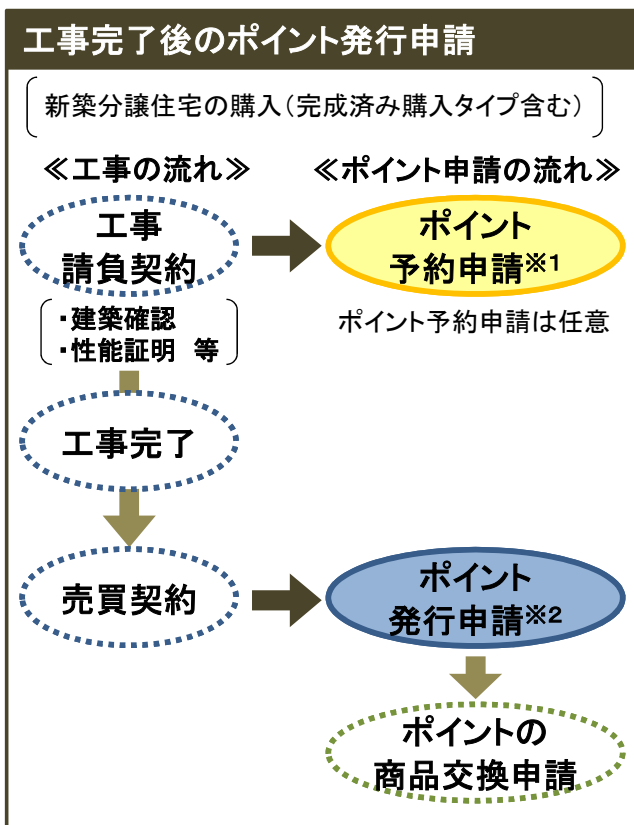 工事完了後のポイント発行申請
新築分譲住宅の購入（完成済み購入タイプ含む）
≪工事の流れ≫
≪ポイント申請の流れ≫
工事
請負契約
ポイント
予約申請※1
・建築確認
・性能証明　等
ポイント予約申請は任意
工事完了
売買契約
ポイント
発行申請※2
ポイントの
商品交換申請